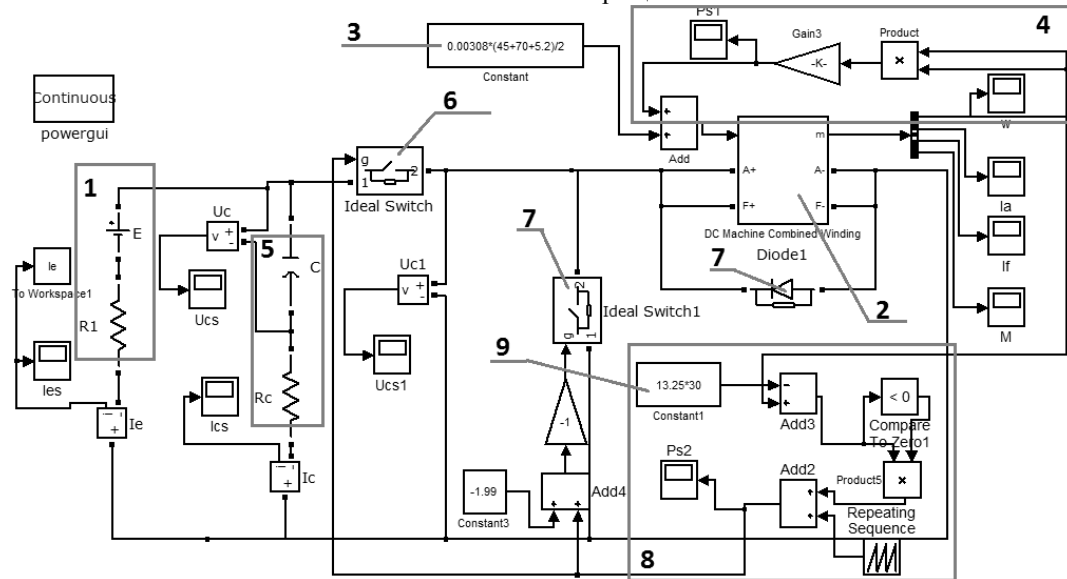 Ps1
4
3
0.00308*(45+70+5.2)/2
Constant
Gain3
-K-
Product
×
Continuous
powergui
6
g
1
2
Ideal Switch
+
+
Add
m
A+
A-
F+
F-
DC Machine Combined Winding
w
Ia
If
M
1
E
R1
Ie
To Workspace1
Ies
i
+
Ie
Uc
v
+
-
Ucs
5
C
Rc
Ics
i
+
Ic
Uc1
v
+
-
Ucs1
7
2
g
1
Ideal Switch1
Diode1
7
2
9
13.25*30
Constant1
-
+
Add3
< 0
Compare
To Zero1
-1
-1.99
Constant3
+
+
Add4
Ps2
Add2
+
+
Product5
×
Repeating
Sequence
8